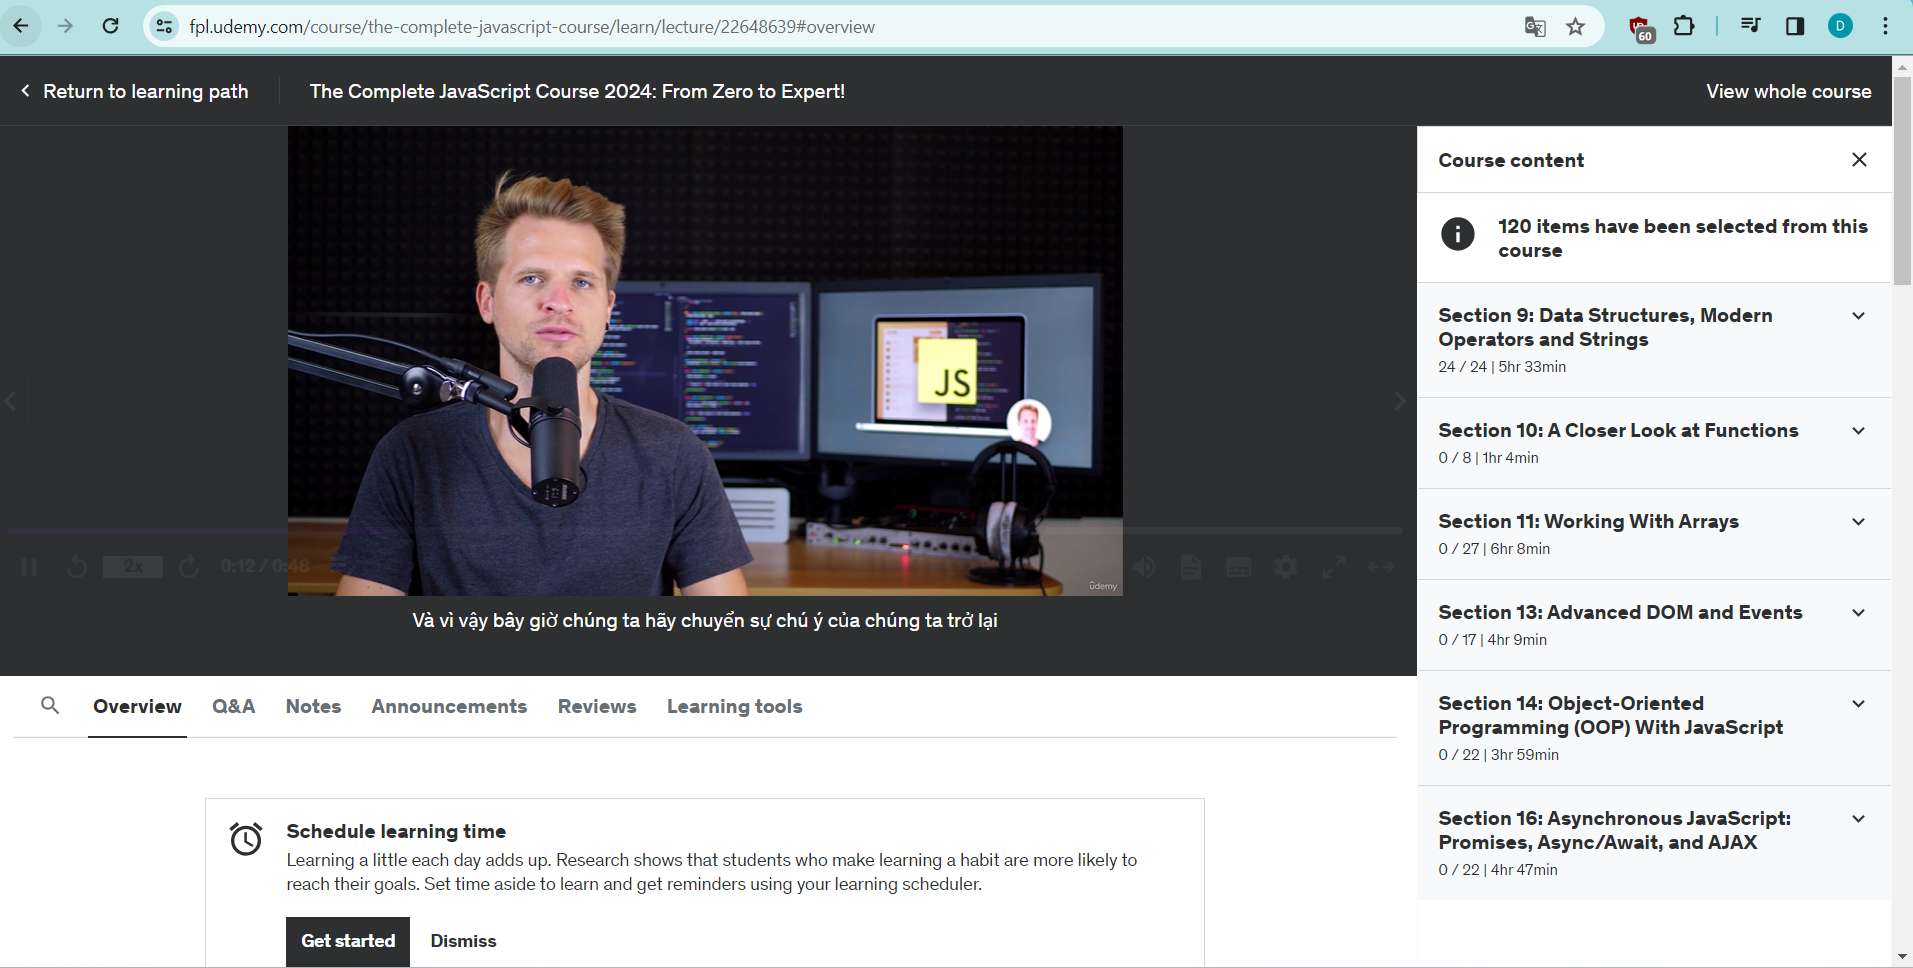 fpl.udemy.com/course/the-complete-javascript-course/learn/lecture/22648639#overview
60
D
Return to learning path
The Complete JavaScript Course 2024: From Zero to Expert!
View whole course
JS
2x
0:12 / 0:48
udemy
Và vì vậy bây giờ chúng ta hãy chuyển sự chú ý của chúng ta trở lại
Course content
120 items have been selected from this
course
Section 9: Data Structures, Modern
Operators and Strings
24 / 24 | 5hr 33min
Section 10: A Closer Look at Functions
0 / 8 | 1hr 4min
Section 11: Working With Arrays
0 / 27 | 6hr 8min
Section 13: Advanced DOM and Events
0 / 17 | 4hr 9min
Section 14: Object-Oriented
Programming (OOP) With JavaScript
0 / 22 | 3hr 59min
Section 16: Asynchronous JavaScript:
Promises, Async/Await, and AJAX
0 / 22 | 4hr 47min
Overview Q&A Notes Announcements Reviews Learning tools
Schedule learning time
Learning a little each day adds up. Research shows that students who make learning a habit are more likely to
reach their goals. Set time aside to learn and get reminders using your learning scheduler.
Get started Dismiss